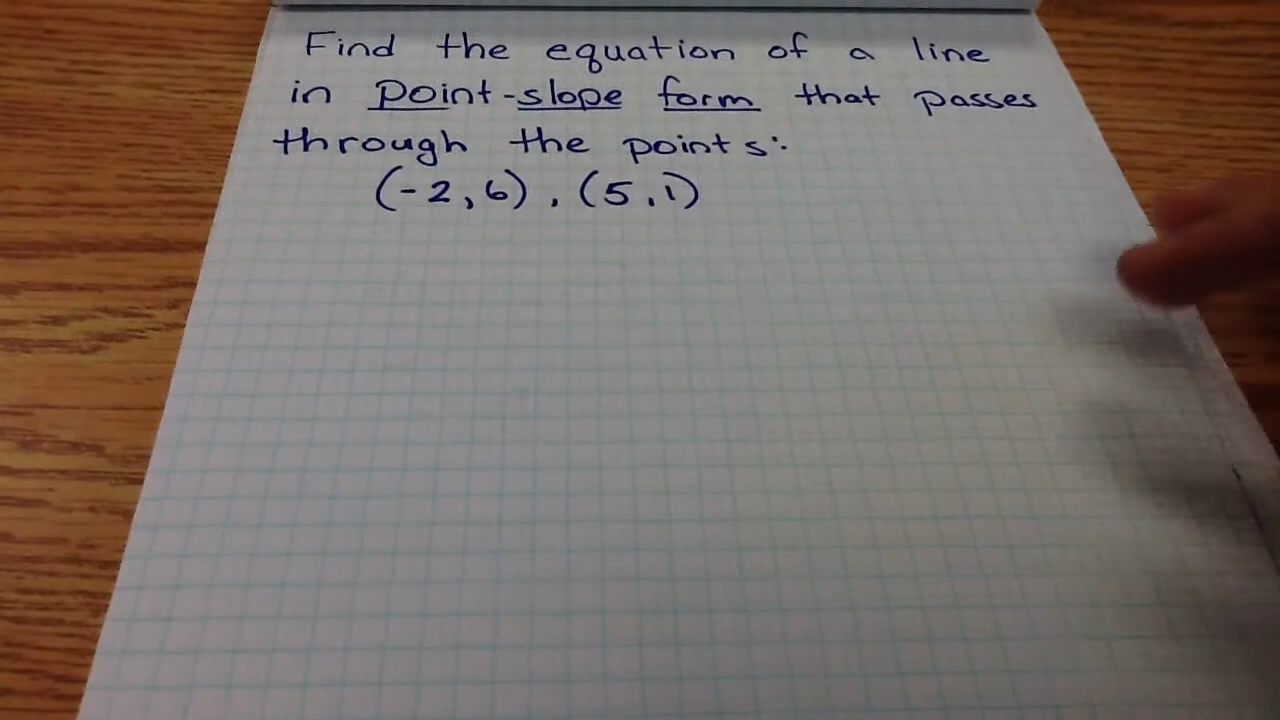 Find the equation of a line
in point-slope form that passes
through the points:
(-2,6), (5,1)